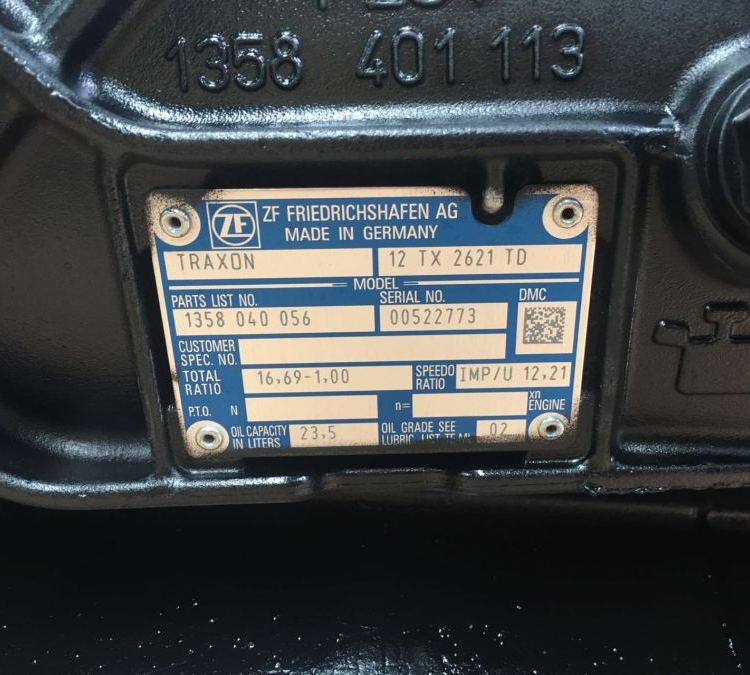 1358 401 113
ZF
ZF FRIEDRICHSHAFEN AG
MADE IN GERMANY
TRAXON 12 TX 2621 TD
MODEL
PARTS LIST NO. SERIAL NO. DMC
1358 040 056 00522773
CUSTOMER
SPEC. NO.
TOTAL
RATIO 16,69-1,00 SPEEDO
RATIO IMP/U 12,21
P.T.O. N n= xn
ENGINE
OIL CAPACITY
IN LITERS 23,5 OIL GRADE SEE
LUBRIC. LIST TE-ML 02